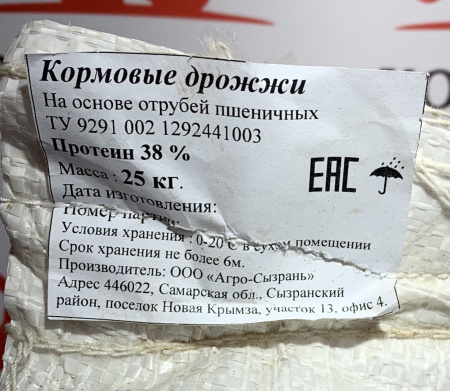 Кормовые дрожжи
На основе отрубей пшеничных
ТУ 9291 002 1292441003
Протеин 38 %
Масса : 25 кг.
Дата изготовления:
Номер партии:
Условия хранения : 0-20°С в сухом помещении
Срок хранения не более 6м.
Производитель: ООО «Агро-Сызрань»
Адрес 446022, Самарская обл., Сызранский
район, поселок Новая Крымза, участок 13, офис 4.
ЕАС